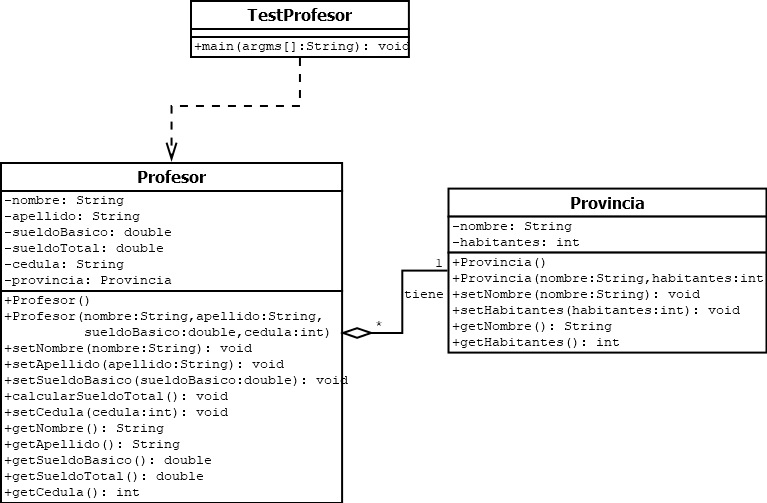 TestProfesor
+main(argms[]:String): void
Profesor
-nombre: String
-apellido: String
-sueldoBasico: double
-sueldoTotal: double
-cedula: String
-provincia: Provincia
+Profesor()
+Profesor(nombre:String,apellido:String,
sueldoBasico:double,cedula:int)
+setNombre(nombre:String): void
+setApellido(apellido:String): void
+setSueldoBasico(sueldoBasico:double): void
+calcularSueldoTotal(): void
+setCedula(cedula:int): void
+getNombre(): String
+getApellido(): String
+getSueldoBasico(): double
+getSueldoTotal(): double
+getCedula(): int
*
tiene
1
Provincia
-nombre: String
-habitantes: int
+Provincia()
+Provincia(nombre:String,habitantes:int
+setNombre(nombre:String): void
+setHabitantes(habitantes:int): void
+getNombre(): String
+getHabitantes(): int